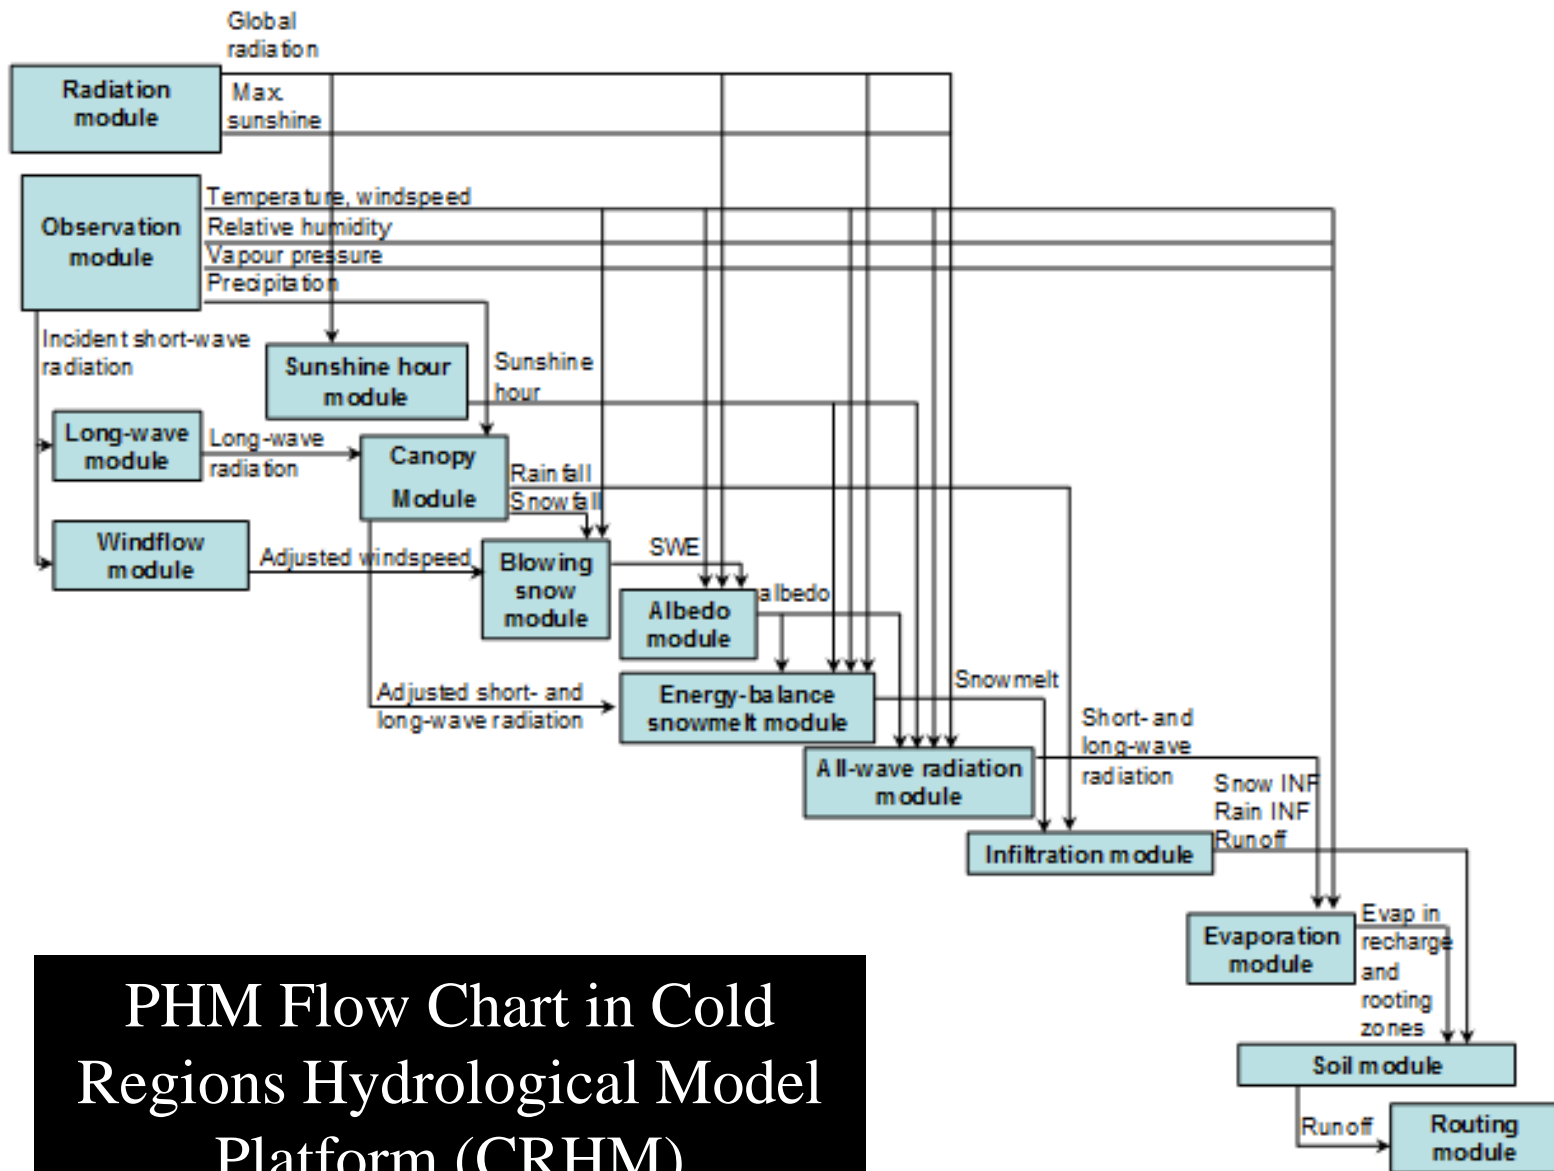 Global
radiation
Radiation
module
Max.
sunshine
Observation
module
Temperature, windspeed
Relative humidity
Vapour pressure
Precipitation
Incident short-wave
radiation
Sunshine hour
module
Sunshine
hour
Long-wave
module
Long-wave
radiation
Canopy
Module
Rainfall
Snowfall
Windflow
module
Adjusted windspeed
Blowing
snow
module
SWE
Albedo
module
albedo
Adjusted short- and
long-wave radiation
Energy-balance
snowmelt module
Snowmelt
All-wave radiation
module
Short- and
long-wave
radiation
Infiltration module
Snow INF
Rain INF
Runoff
Evaporation
module
Evap in
recharge
and
rooting
zones
Soil module
Runoff
Routing
module
PHM Flow Chart in Cold
Regions Hydrological Model
Platform (CRHM)